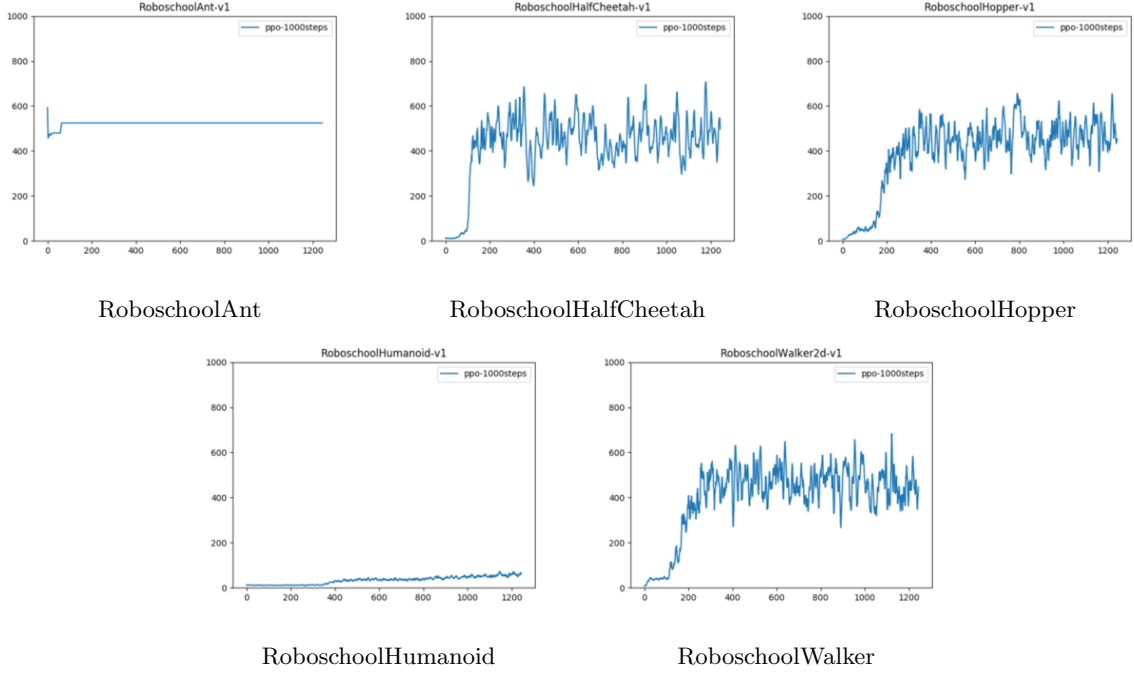 RoboschoolAnt-v1
ppo-1000steps
1000
800
600
400
200
0
0 200 400 600 800 1000 1200
RoboschoolAnt
RoboschoolHalfCheetah-v1
ppo-1000steps
1000
800
600
400
200
0
0 200 400 600 800 1000 1200
RoboschoolHalfCheetah
RoboschoolHopper-v1
ppo-1000steps
1000
800
600
400
200
0
0 200 400 600 800 1000 1200
RoboschoolHopper
RoboschoolHumanoid-v1
ppo-1000steps
1000
800
600
400
200
0
0 200 400 600 800 1000 1200
RoboschoolHumanoid
RoboschoolWalker2d-v1
ppo-1000steps
1000
800
600
400
200
0
0 200 400 600 800 1000 1200
RoboschoolWalker